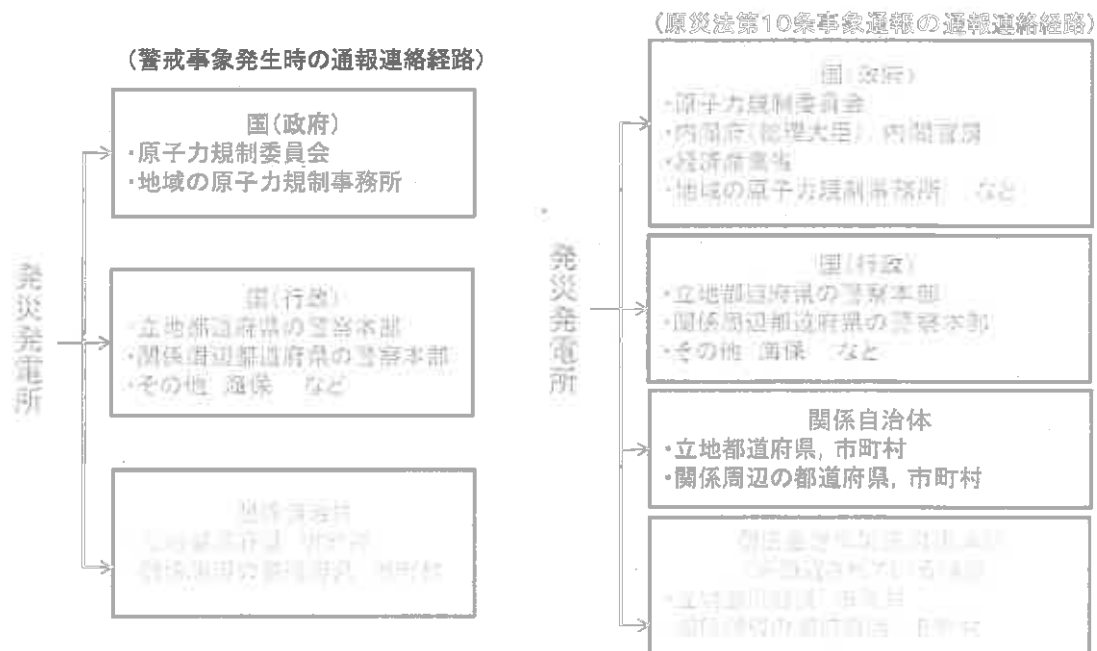 (警戒事象発生時の通報連絡経路)
国(政府)
・原子力規制委員会
・地域の原子力規制事務所
発災発電所
国(行政)
・立地都道府県の警察本部
・関係周辺都道府県の警察本部
・その他 海保 など
(原災法第10条事象通報の通報連絡経路)
国(政府)
・原子力規制委員会
・内閣府(総理大臣), 内閣官房
・経済産業省
・地域の原子力規制事務所 など
発災発電所
国(行政)
・立地都道府県の警察本部
・関係周辺都道府県の警察本部
・その他 海保 など
関係自治体
・立地都道府県, 市町村
・関係周辺の都道府県, 市町村